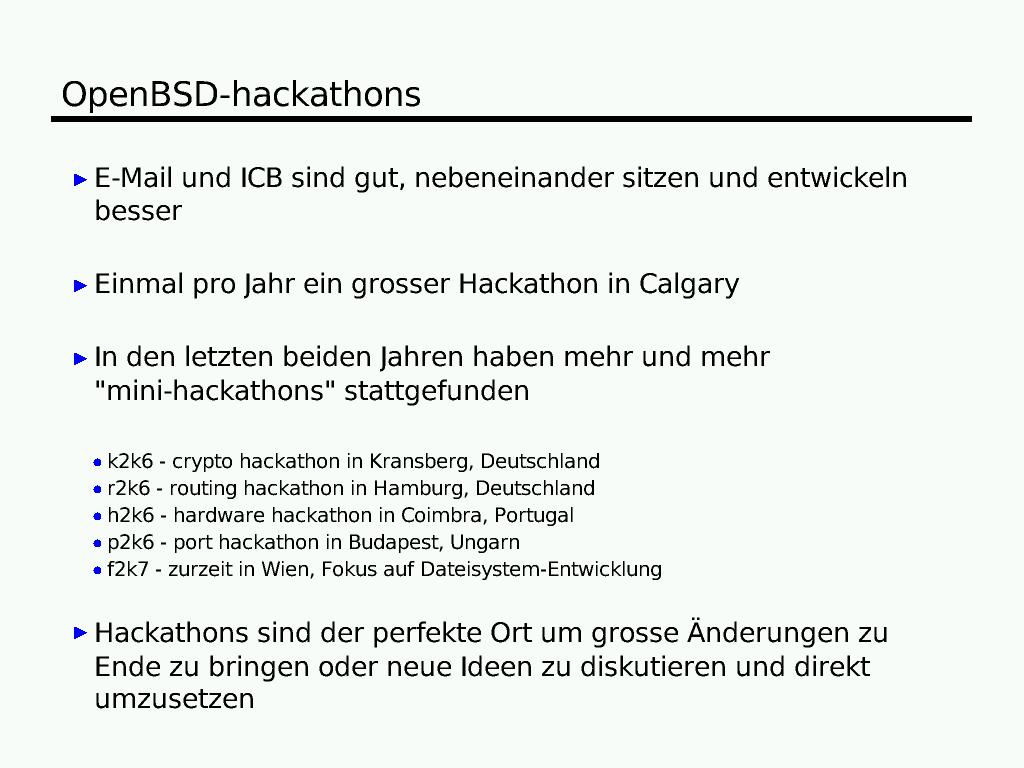 OpenBSD-hackathons
E-Mail und ICB sind gut, nebeneinander sitzen und entwickeln
besser
Einmal pro Jahr ein grosser Hackathon in Calgary
In den letzten beiden Jahren haben mehr und mehr
"mini-hackathons" stattgefunden
k2k6 - crypto hackathon in Kransberg, Deutschland
r2k6 - routing hackathon in Hamburg, Deutschland
h2k6 - hardware hackathon in Coimbra, Portugal
p2k6 - port hackathon in Budapest, Ungarn
f2k7 - zurzeit in Wien, Fokus auf Dateisystem-Entwicklung
Hackathons sind der perfekte Ort um grosse Änderungen zu
Ende zu bringen oder neue Ideen zu diskutieren und direkt
umzusetzen